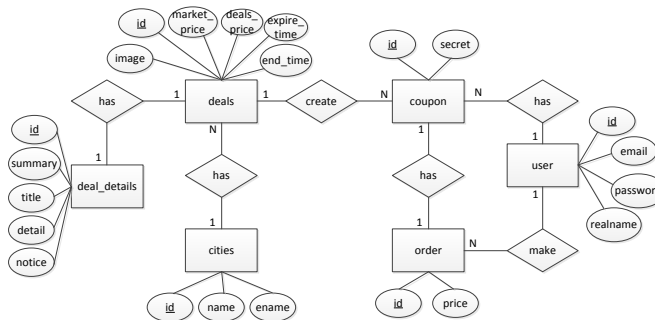 id
market_
price
deals_
price
expire_
time
image
end_time
id
secret
has
1
1
deals
1
create
N
coupon
N
has
id
summary
title
detail
notice
1
deal_details
N
has
1
cities
id
name
ename
1
has
1
order
id
price
1
user
1
id
email
passwor
realname
N
make